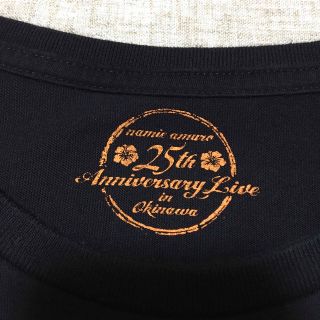 namie amuro
25th
Anniversary Live
in
Okinawa